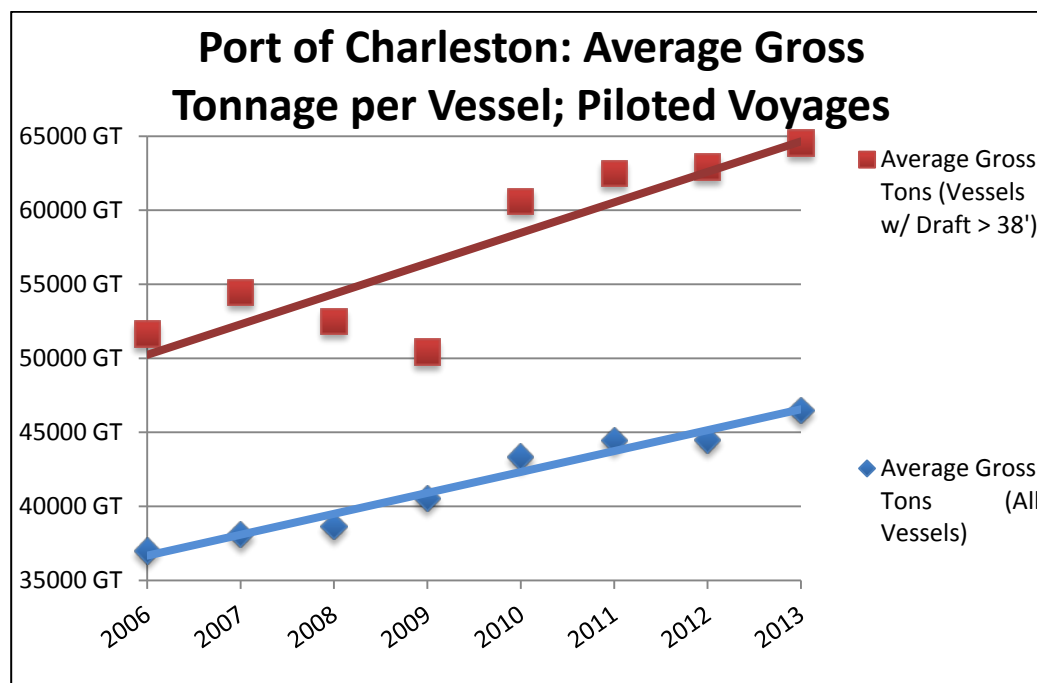 Port of Charleston: Average Gross
Tonnage per Vessel; Piloted Voyages
65000 GT
60000 GT
55000 GT
50000 GT
45000 GT
40000 GT
35000 GT
2006
2007
2008
2009
2010
2011
2012
2013
Average Gross
Tons (Vessels
w/ Draft > 38')
Average Gross
Tons (All
Vessels)